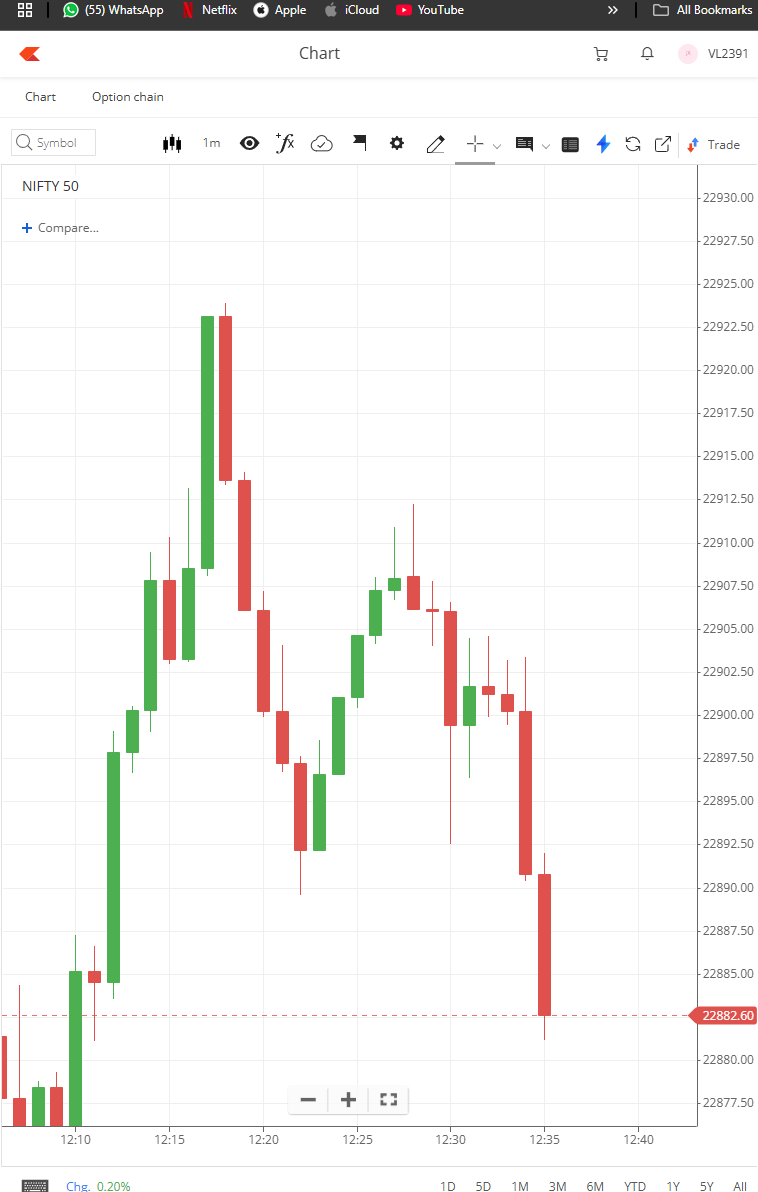 (55) WhatsApp Netflix Apple iCloud YouTube » All Bookmarks
Chart VL2391
Chart Option chain
Symbol 1m fx Trade
NIFTY 50
Compare...
22930.00
22927.50
22925.00
22922.50
22920.00
22917.50
22915.00
22912.50
22910.00
22907.50
22905.00
22902.50
22900.00
22897.50
22895.00
22892.50
22890.00
22887.50
22885.00
22882.60
22880.00
22877.50
12:10 12:15 12:20 12:25 12:30 12:35 12:40
Chg. 0.20% 1D 5D 1M 3M 6M YTD 1Y 5Y All